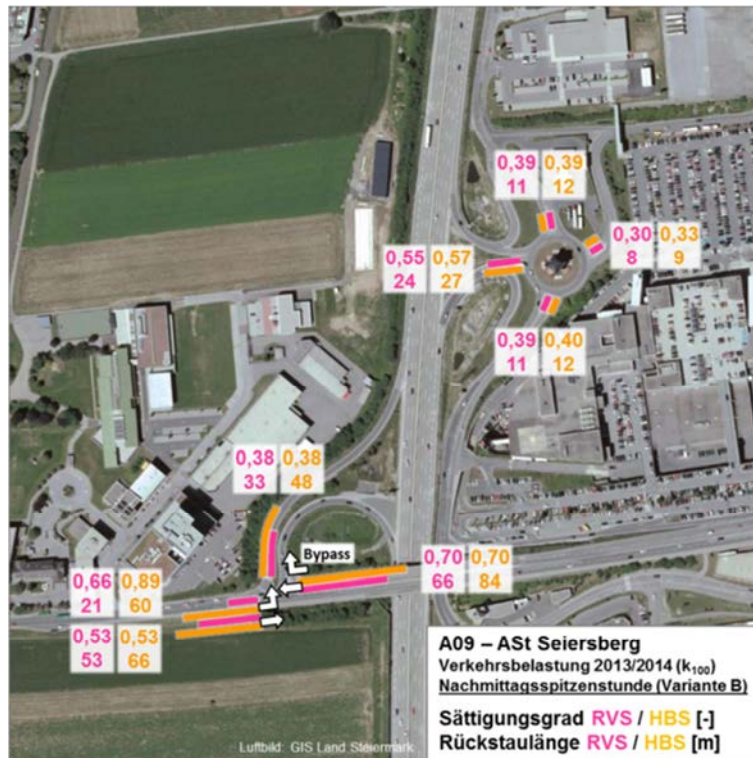 0,39 0,39
11 12
0,30 0,33
8 9
0,55 0,57
24 27
0,39 0,40
11 12
0,38 0,38
33 48
Bypass
0,70 0,70
66 84
0,66 0,89
21 60
0,53 0,53
53 66
A09 – ASt Seiersberg
Verkehrsbelastung 2013/2014 (k100)
Nachmittagsspitzenstunde (Variante B)
Sättigungsgrad RVS / HBS [-]
Rückstaulänge RVS / HBS [m]
Luftbild: GIS Land Steiermark